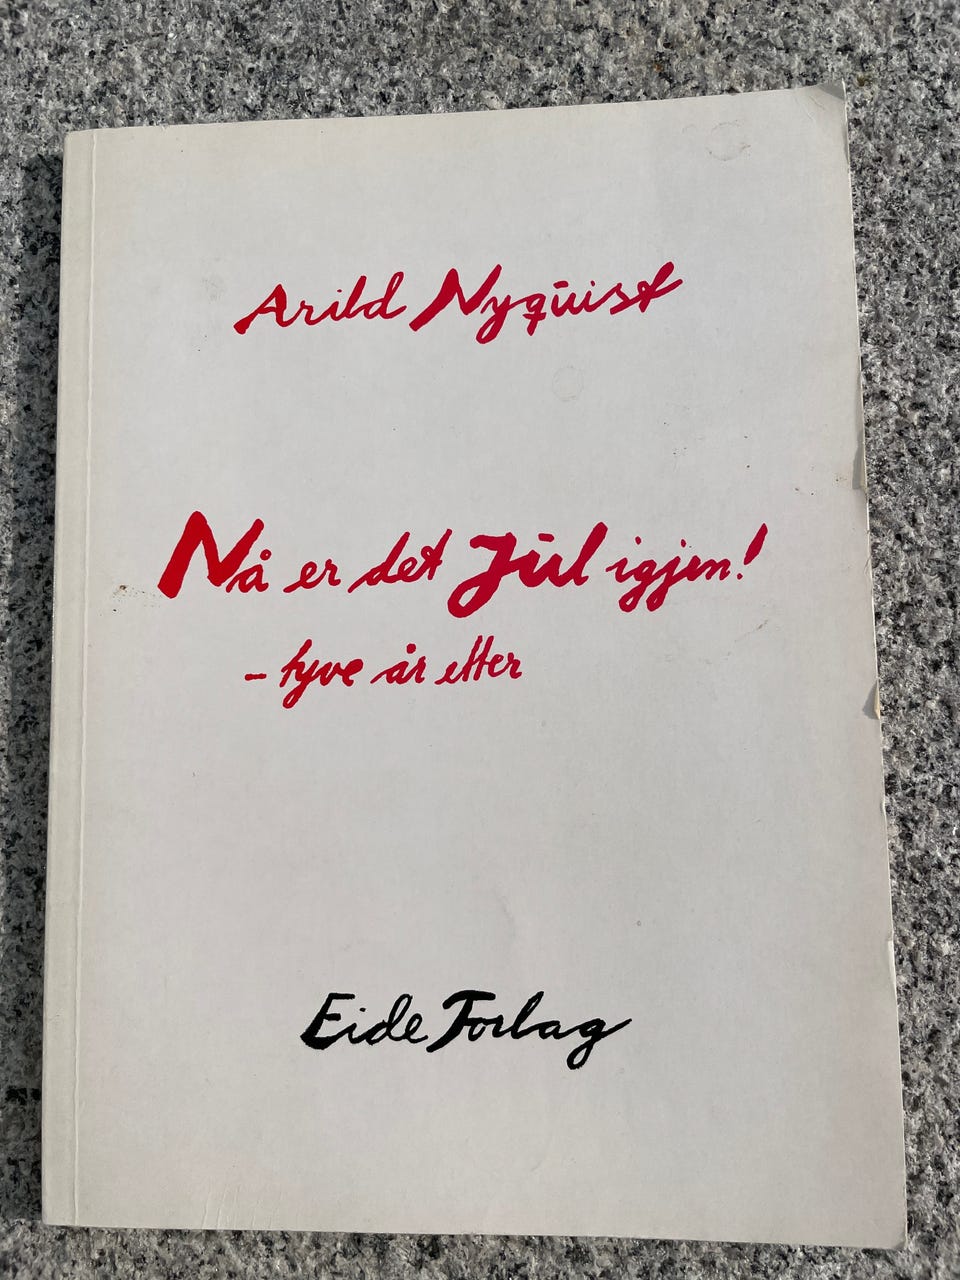 Arild Nyquist
Nå er det Jul igjen!
- tyve år etter
Eide Forlag